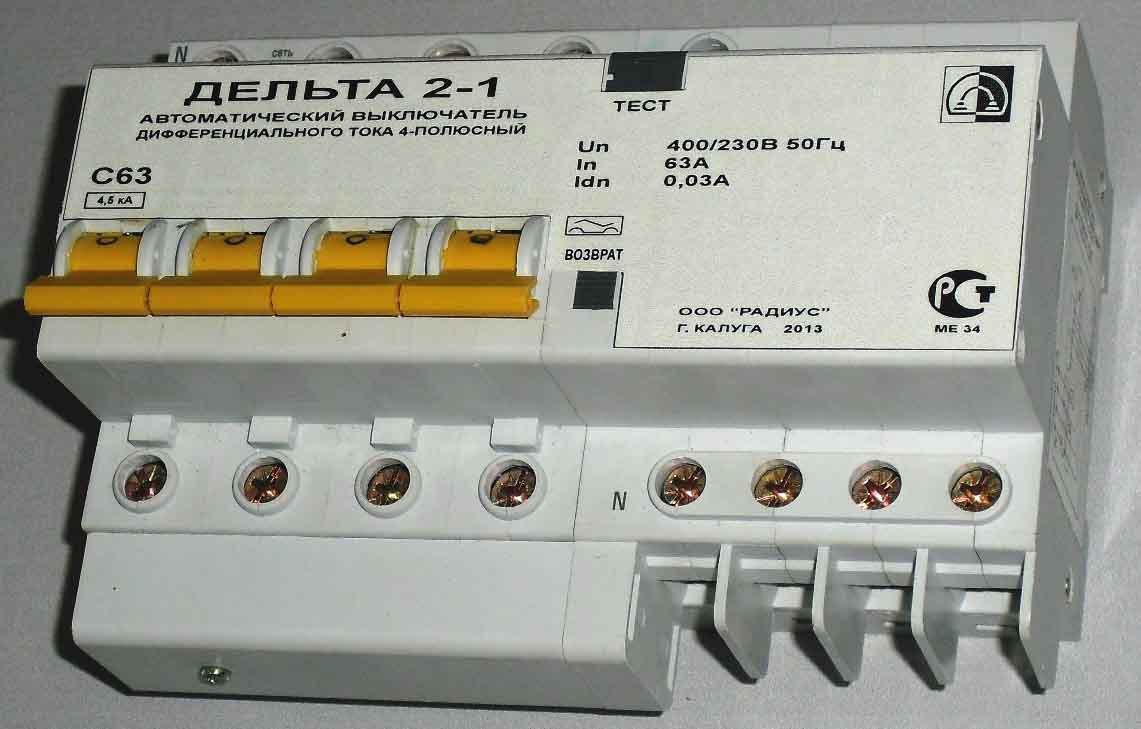 N сеть
ДЕЛЬТА 2-1
АВТОМАТИЧЕСКИЙ ВЫКЛЮЧАТЕЛЬ
ДИФФЕРЕНЦИАЛЬНОГО ТОКА 4-ПОЛЮСНЫЙ
С63
4,5 кА
ТЕСТ
Un 400/230В 50Гц
In 63А
Idn 0,03А
ВОЗВРАТ
ООО "РАДИУС"
Г. КАЛУГА 2013
РСТ
МЕ 34
N